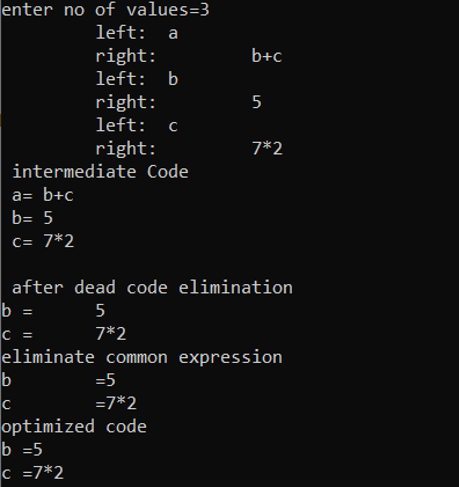 enter no of values=3
left: a
right: b+c
left: b
right: 5
left: c
right: 7*2
intermediate Code
a= b+c
b= 5
c= 7*2
after dead code elimination
b = 5
c = 7*2
eliminate common expression
b =5
c =7*2
optimized code
b =5
c =7*2